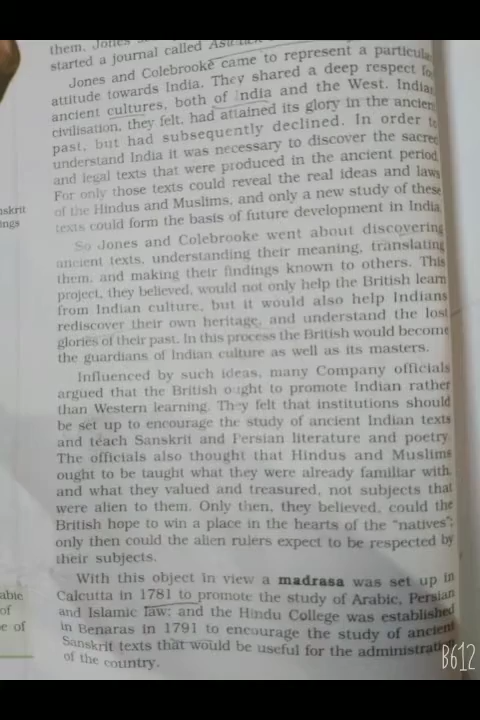 them. Jones
started a journal called Asiatick
Jones and Colebrooke came to represent a particular
attitude towards India. They shared a deep respect for
ancient cultures, both of India and the West. Indian
civilisation, they felt, had attained its glory in the ancient
past, but had subsequently declined. In order to
understand India it was necessary to discover the sacred
and legal texts that were produced in the ancient period.
For only those texts could reveal the real ideas and laws
of the Hindus and Muslims, and only a new study of these
texts could form the basis of future development in India.
So Jones and Colebrooke went about discovering
ancient texts, understanding their meaning, translating
them, and making their findings known to others. This
project, they believed, would not only help the British learn
from Indian culture, but it would also help Indians
rediscover their own heritage, and understand the lost
glories of their past. In this process the British would become
the guardians of Indian culture as well as its masters.
Influenced by such ideas, many Company officials
argued that the British ought to promote Indian rather
than Western learning. They felt that institutions should
be set up to encourage the study of ancient Indian texts
and teach Sanskrit and Persian literature and poetry.
The officials also thought that Hindus and Muslims
ought to be taught what they were already familiar with,
and what they valued and treasured, not subjects that
were alien to them. Only then, they believed, could the
British hope to win a place in the hearts of the "natives";
only then could the alien rulers expect to be respected by
their subjects.
With this object in view a madrasa was set up in
Calcutta in 1781 to promote the study of Arabic, Persian
and Islamic law; and the Hindu College was established
in Benaras in 1791 to encourage the study of ancient
Sanskrit texts that would be useful for the administration
of the country.
nskrit
ings
abic
of
e of
B612